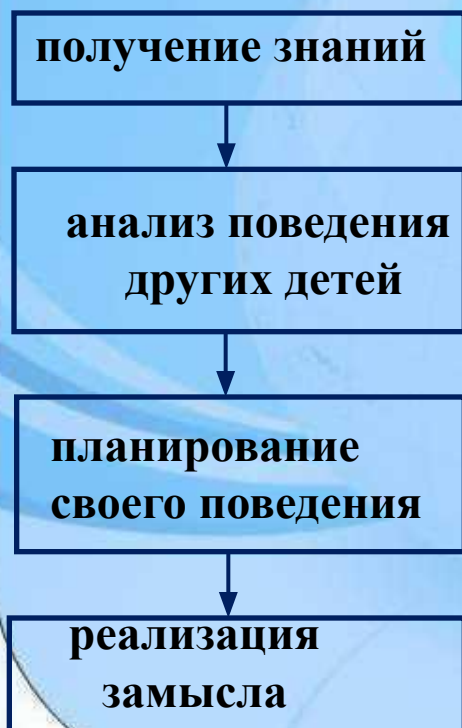 получение знаний
анализ поведения
других детей
планирование
своего поведения
реализация
замысла